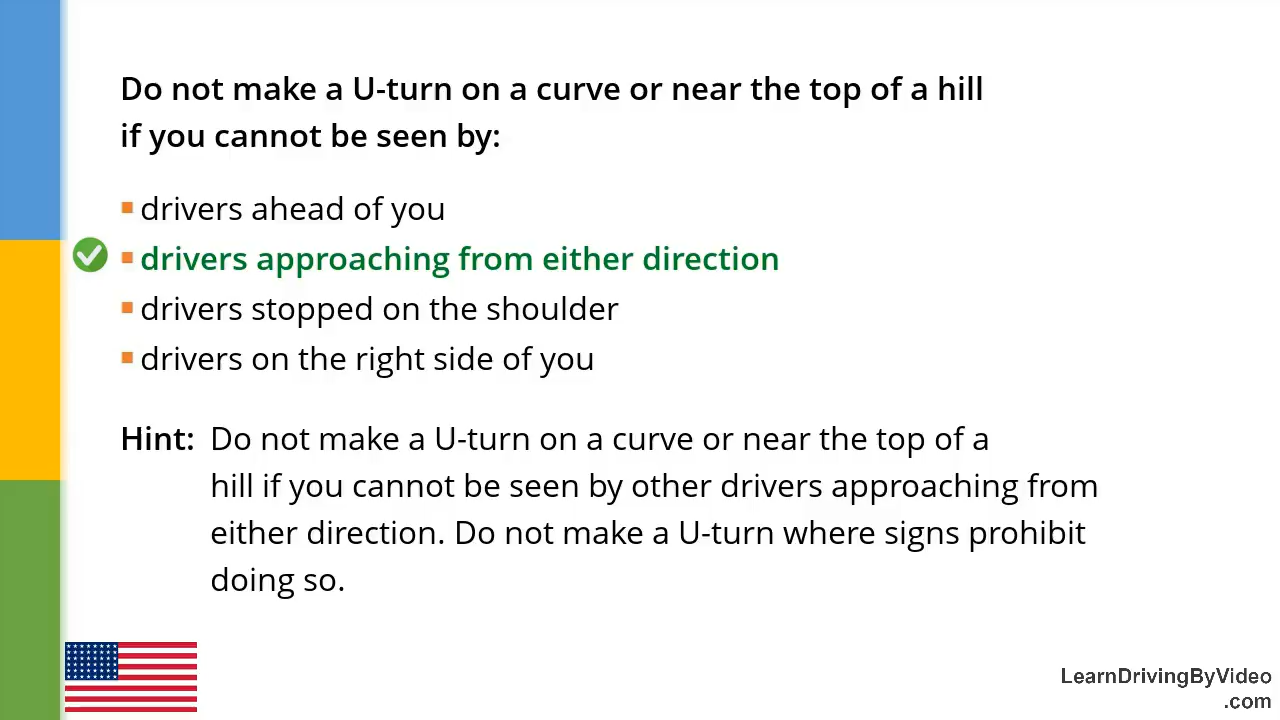 Do not make a U-turn on a curve or near the top of a hill
if you cannot be seen by:
drivers ahead of you
drivers approaching from either direction
drivers stopped on the shoulder
drivers on the right side of you
Hint: Do not make a U-turn on a curve or near the top of a
hill if you cannot be seen by other drivers approaching from
either direction. Do not make a U-turn where signs prohibit
doing so.
LearnDrivingByVideo
.com